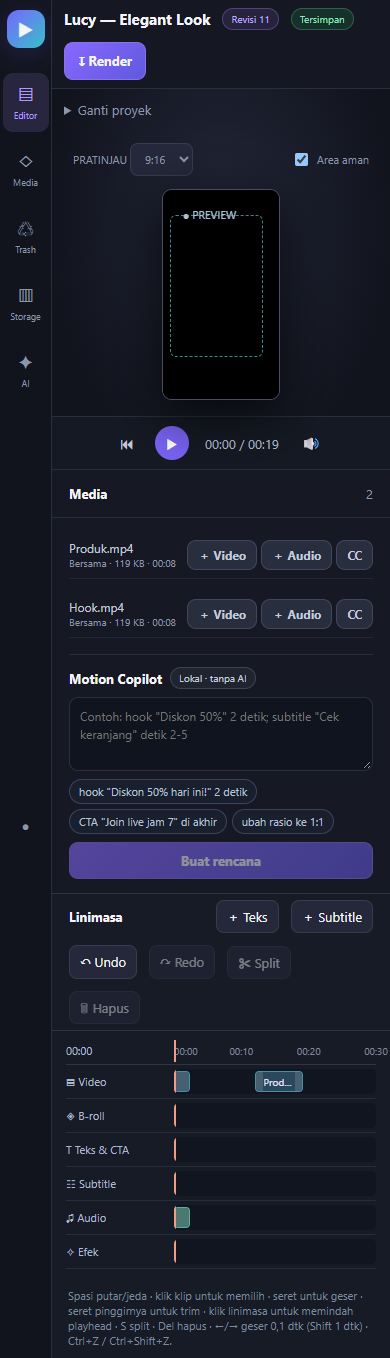 Lucy — Elegant Look
Revisi 11
Tersimpan
Render
Editor
Media
Trash
Storage
AI
Ganti proyek
PRATINJAU
9:16
Area aman
● PREVIEW
00:00 / 00:19
Media
2
Produk.mp4
Bersama · 119 KB · 00:08
+ Video
+ Audio
CC
Hook.mp4
Bersama · 119 KB · 00:08
+ Video
+ Audio
CC
Motion Copilot
Lokal · tanpa AI
Contoh: hook "Diskon 50%" 2 detik; subtitle "Cek
keranjang" detik 2-5
hook "Diskon 50% hari ini!" 2 detik
CTA "Join live jam 7" di akhir
ubah rasio ke 1:1
Buat rencana
Linimasa
+ Teks
+ Subtitle
Undo
Redo
Split
Hapus
00:00
00:00 00:10 00:20 00:30
Video
Prod...
B-roll
T Teks & CTA
Subtitle
Audio
Efek
Spasi putar/jeda · klik klip untuk memilih · seret untuk geser ·
seret pinggirnya untuk trim · klik linimasa untuk memindah
playhead · S split · Del hapus · ←/→ geser 0,1 dtk (Shift 1 dtk) ·
Ctrl+Z / Ctrl+Shift+Z.